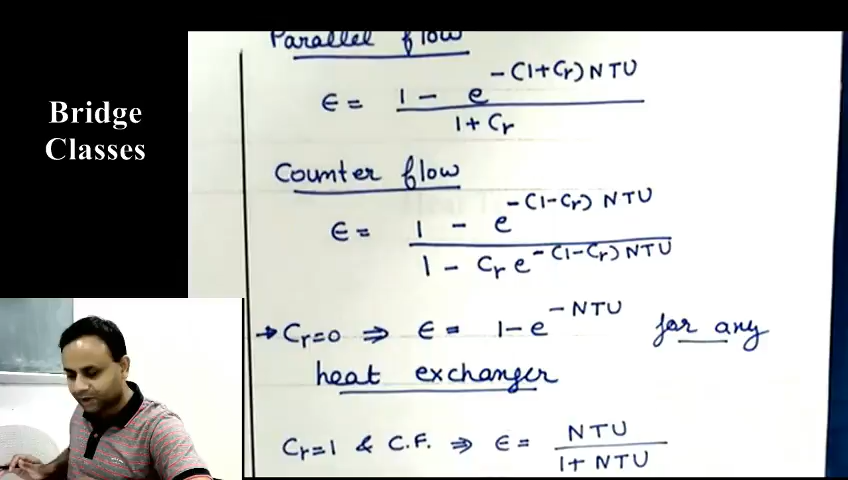 Bridge
Classes
Parallel flow
ϵ = 1 - e^-(1+Cr)NTU / 1 + Cr
Counter flow
ϵ = 1 - e^-(1-Cr) NTU / 1 - Cr e^-(1-Cr)NTU
→ Cr=0 ⇒ ϵ = 1-e^-NTU for any
heat exchanger
Cr=1 & C.F. ⇒ ϵ = NTU / 1+ NTU